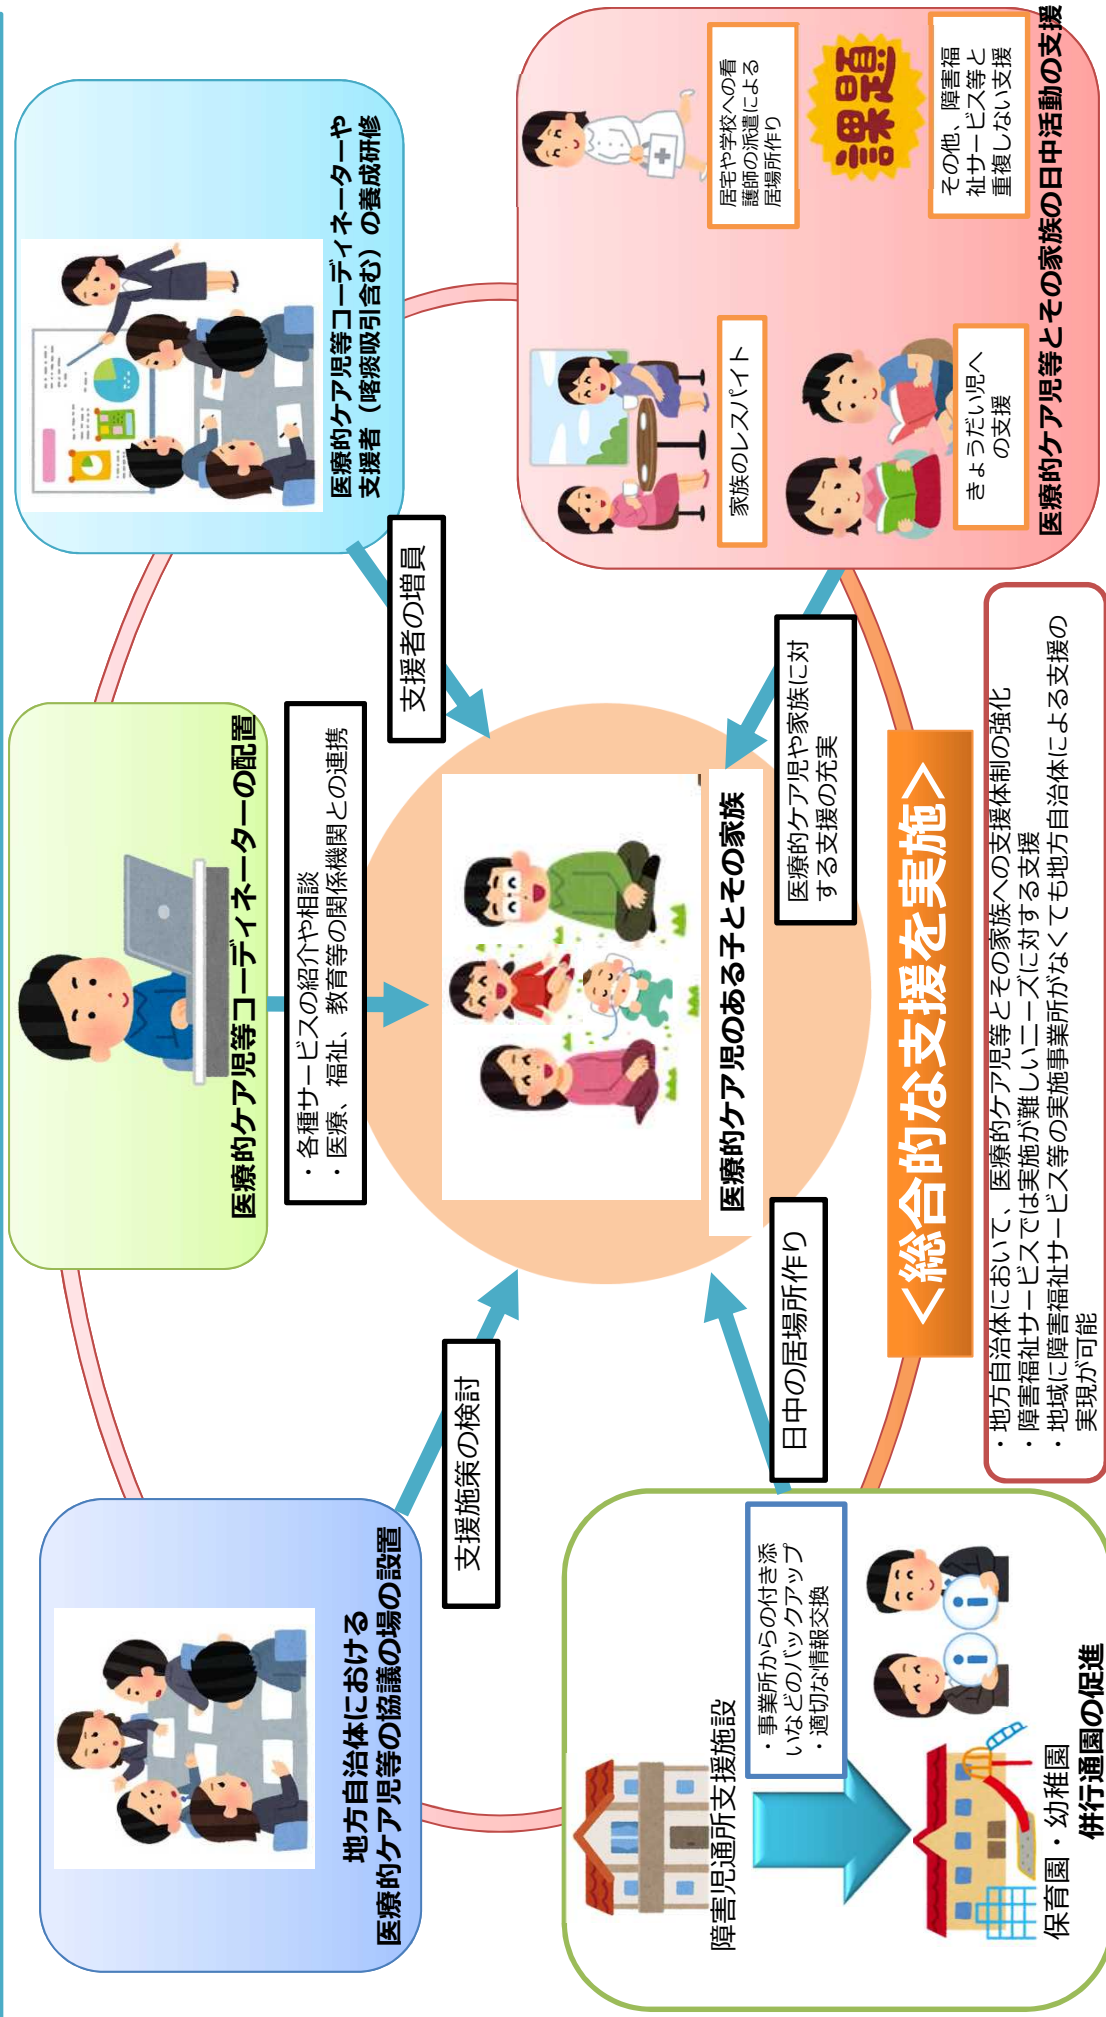 地方自治体における
医療的ケア児等の協議の場の設置
医療的ケア児等コーディネーターの配置
医療的ケア児等コーディネーターや
支援者（喀痰吸引含む）の養成研修
支援施策の検討
・各種サービスの紹介や相談
・医療、福祉、教育等の関係機関との連携
支援者の増員
医療的ケア児のある子とその家族
障害児通所支援施設
・事業所からの付き添
いなどのバックアップ
・適切な情報交換
保育園・幼稚園
併行通園の促進
日中の居場所作り
医療的ケア児や家族に対
する支援の充実
家族のレスパイト
居宅や学校への看
護師の派遣による
居場所作り
きょうだい児へ
の支援
課題
その他、障害福
祉サービス等と
重複しない支援
医療的ケア児等とその家族の日中活動の支援
＜総合的な支援を実施＞
・地方自治体において、医療的ケア児等とその家族への支援体制の強化
・障害福祉サービスでは実施が難しいニーズに対する支援
・地域に障害福祉サービス等の実施事業所がなくても地方自治体による支援の
実現が可能